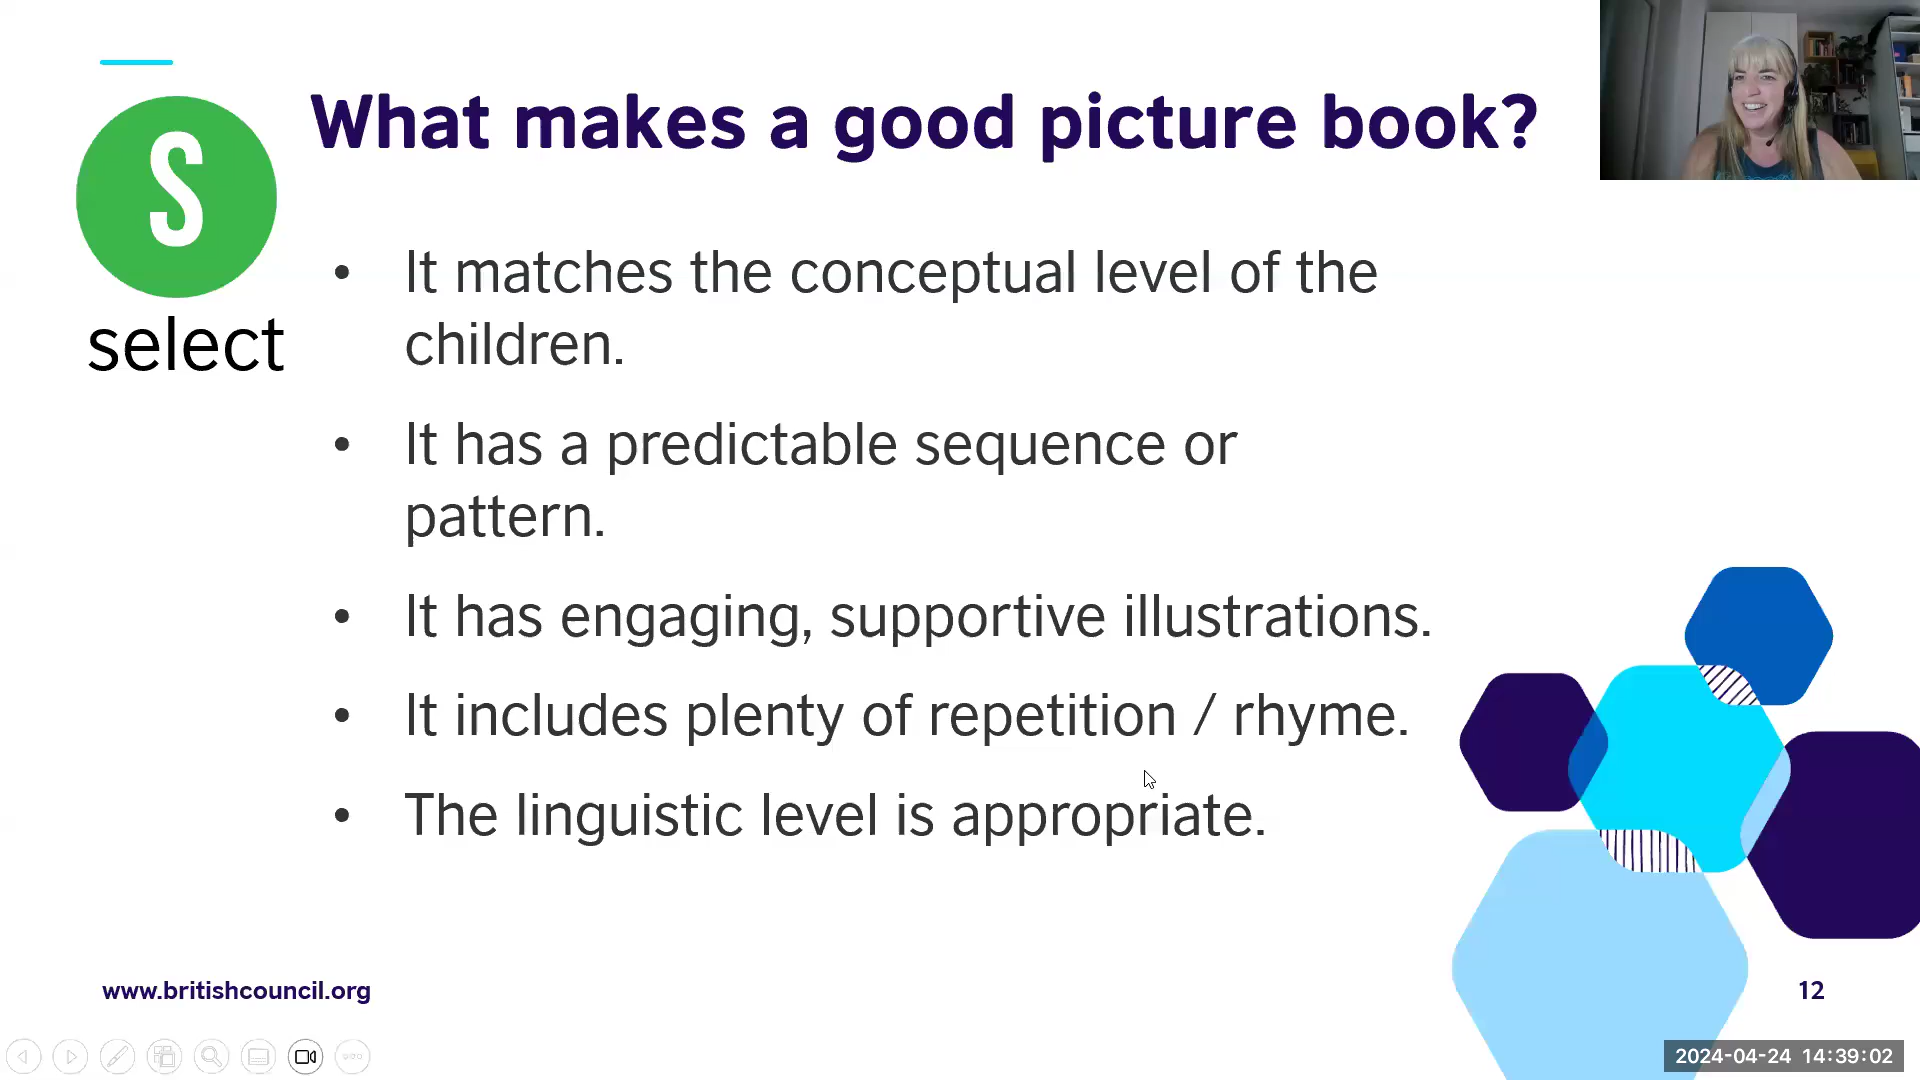 S
select
What makes a good picture book?
• It matches the conceptual level of the
children.
• It has a predictable sequence or
pattern.
• It has engaging, supportive illustrations.
• It includes plenty of repetition / rhyme.
• The linguistic level is appropriate.
www.britishcouncil.org
12
2024-04-24 14:39:02